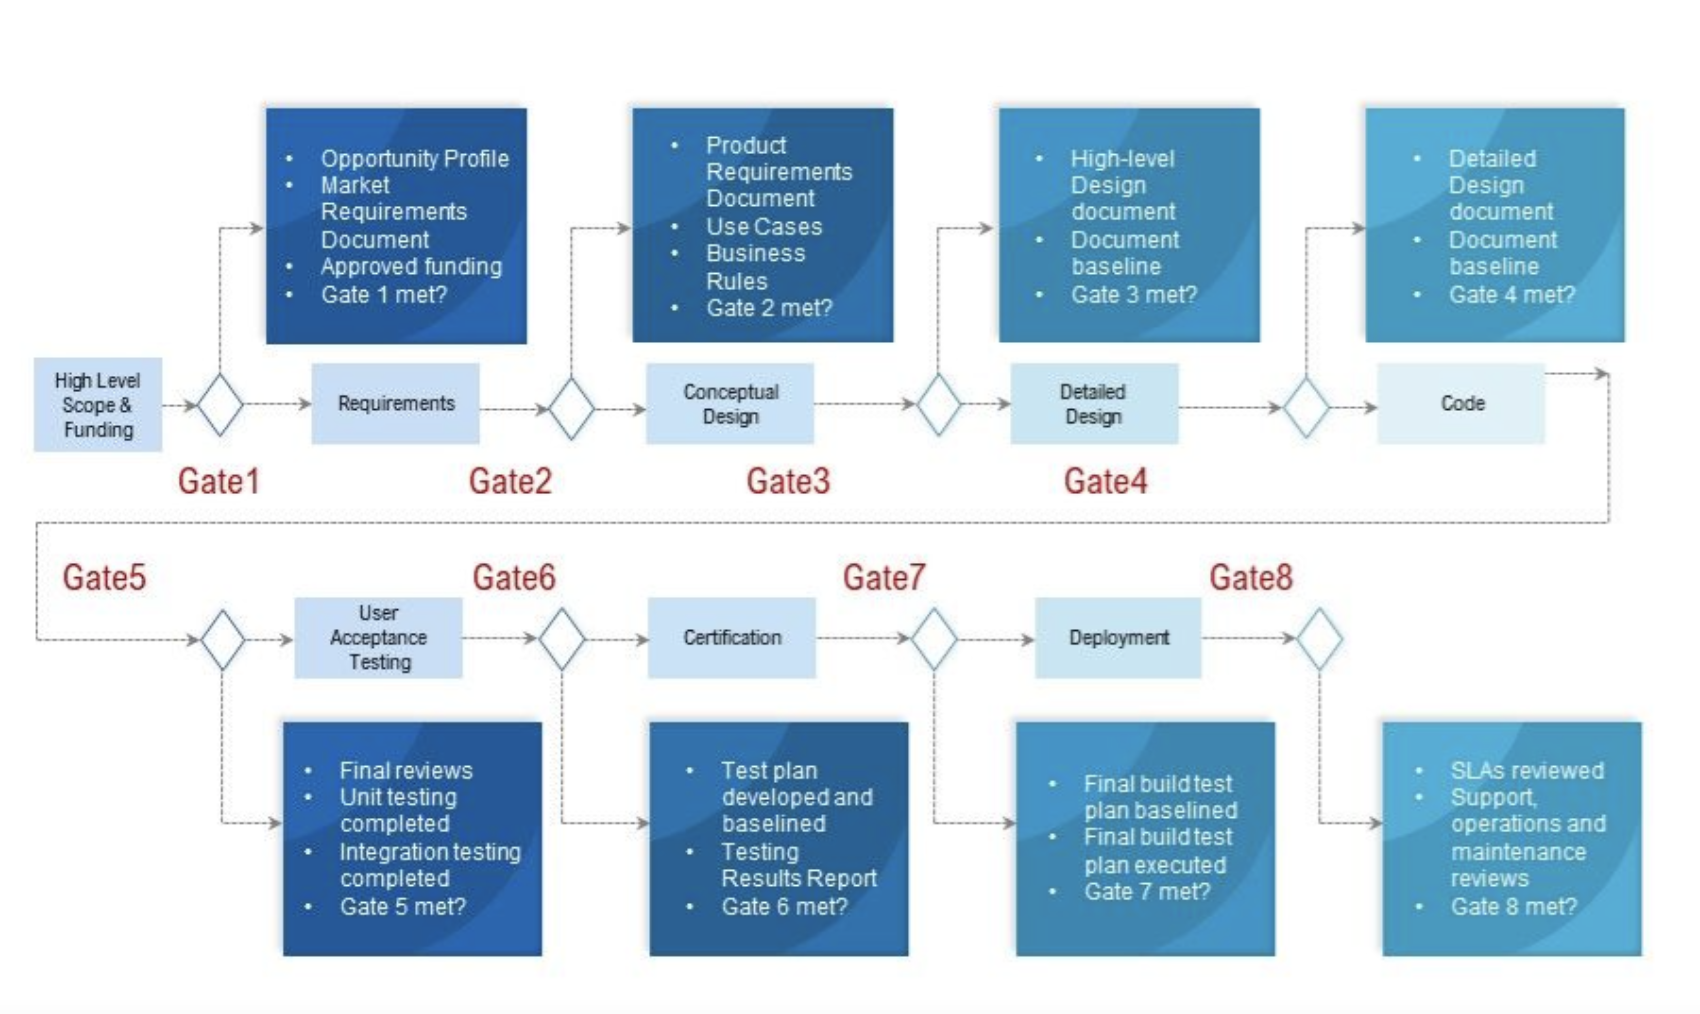 • Opportunity Profile
• Market
Requirements
Document
• Approved funding
• Gate 1 met?
• Product
Requirements
Document
• Use Cases
• Business
Rules
• Gate 2 met?
• High-level
Design
document
• Document
baseline
• Gate 3 met?
• Detailed
Design
document
• Document
baseline
• Gate 4 met?
High Level
Scope &
Funding
Requirements
Conceptual
Design
Detailed
Design
Code
Gate1
Gate2
Gate3
Gate4
Gate5
Gate6
Gate7
Gate8
User
Acceptance
Testing
Certification
Deployment
• Final reviews
• Unit testing
completed
• Integration testing
completed
• Gate 5 met?
• Test plan
developed and
baselined
• Testing
Results Report
• Gate 6 met?
• Final build test
plan baselined
• Final build test
plan executed
• Gate 7 met?
• SLAs reviewed
• Support,
operations and
maintenance
reviews
• Gate 8 met?